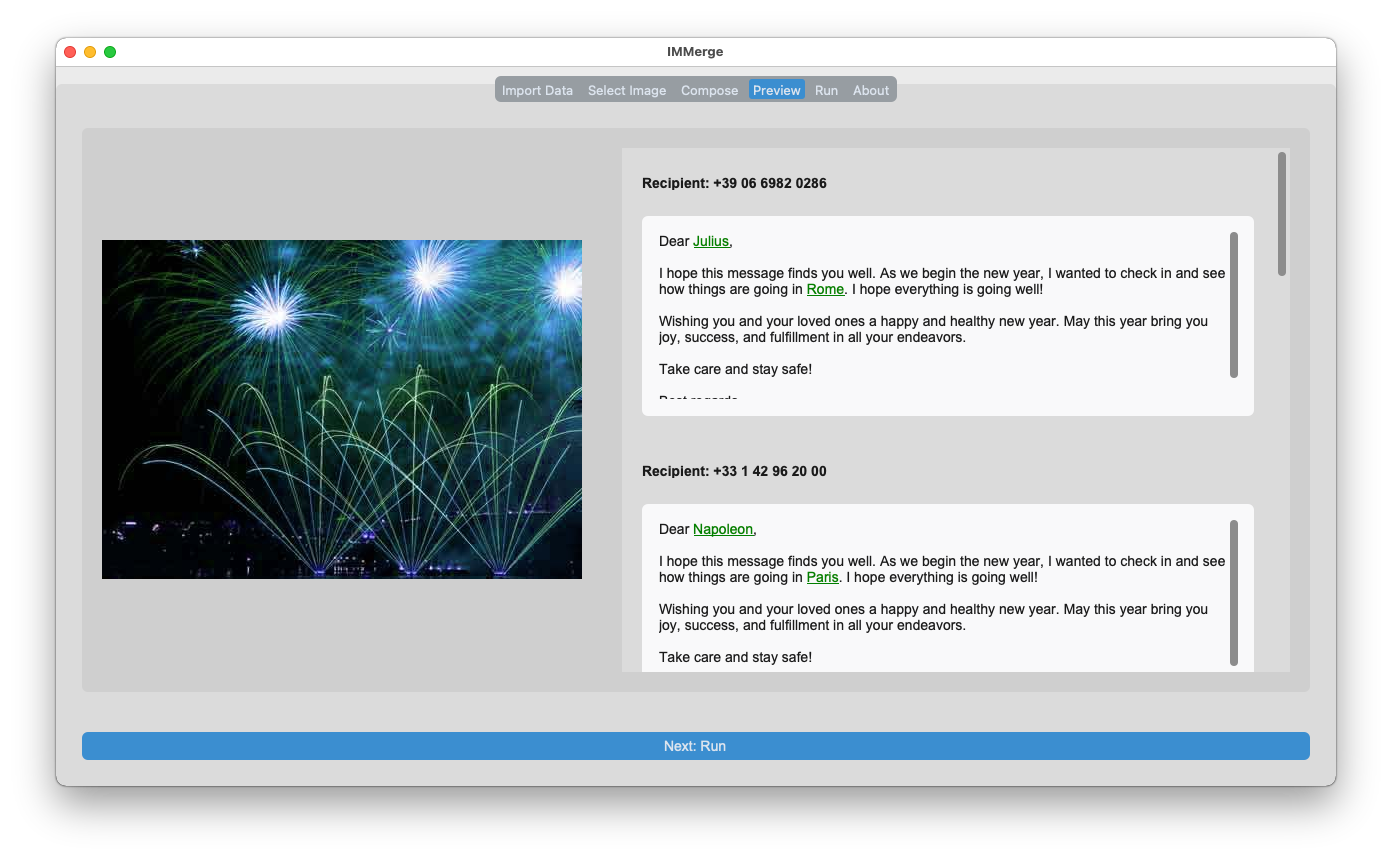 IMMerge
Import Data Select Image Compose Preview Run About
Recipient: +39 06 6982 0286
Dear Julius,
I hope this message finds you well. As we begin the new year, I wanted to check in and see
how things are going in Rome. I hope everything is going well!
Wishing you and your loved ones a happy and healthy new year. May this year bring you
joy, success, and fulfillment in all your endeavors.
Take care and stay safe!
Best regards
Recipient: +33 1 42 96 20 00
Dear Napoleon,
I hope this message finds you well. As we begin the new year, I wanted to check in and see
how things are going in Paris. I hope everything is going well!
Wishing you and your loved ones a happy and healthy new year. May this year bring you
joy, success, and fulfillment in all your endeavors.
Take care and stay safe!
Next: Run